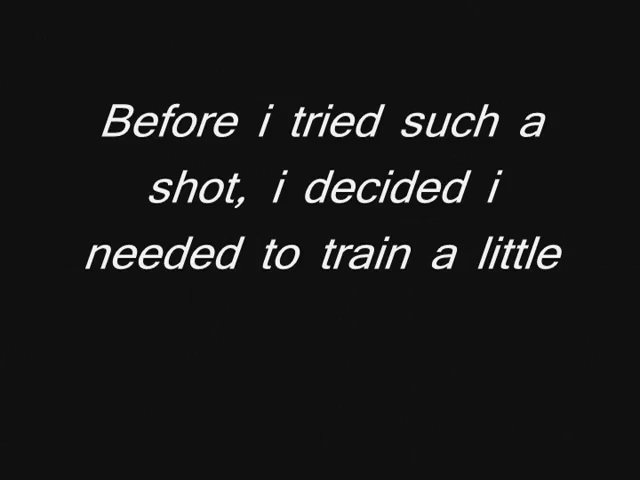 Before i tried such a
shot, i decided i
needed to train a little